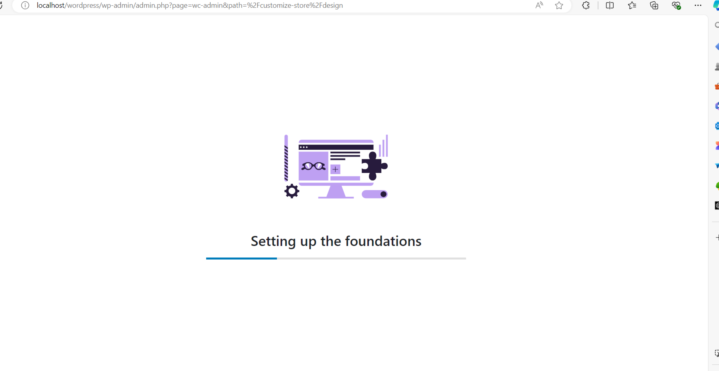 localhost/wordpress/wp-admin/admin.php?page=wc-admin&path=%2Fcustomize-store%2Fdesign
Setting up the foundations